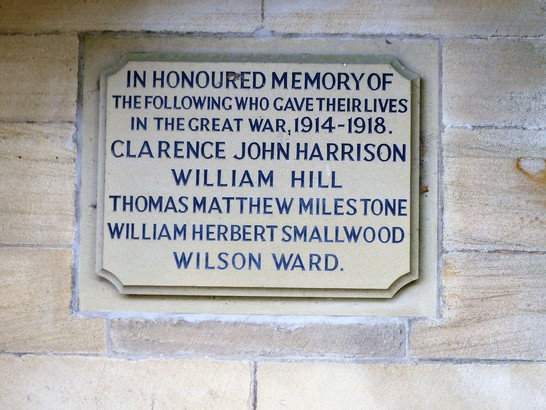 IN HONOURED MEMORY OF
THE FOLLOWING WHO GAVE THEIR LIVES
IN THE GREAT WAR, 1914-1918.
CLARENCE JOHN HARRISON
WILLIAM HILL
THOMAS MATTHEW MILESTONE
WILLIAM HERBERT SMALLWOOD
WILSON WARD.